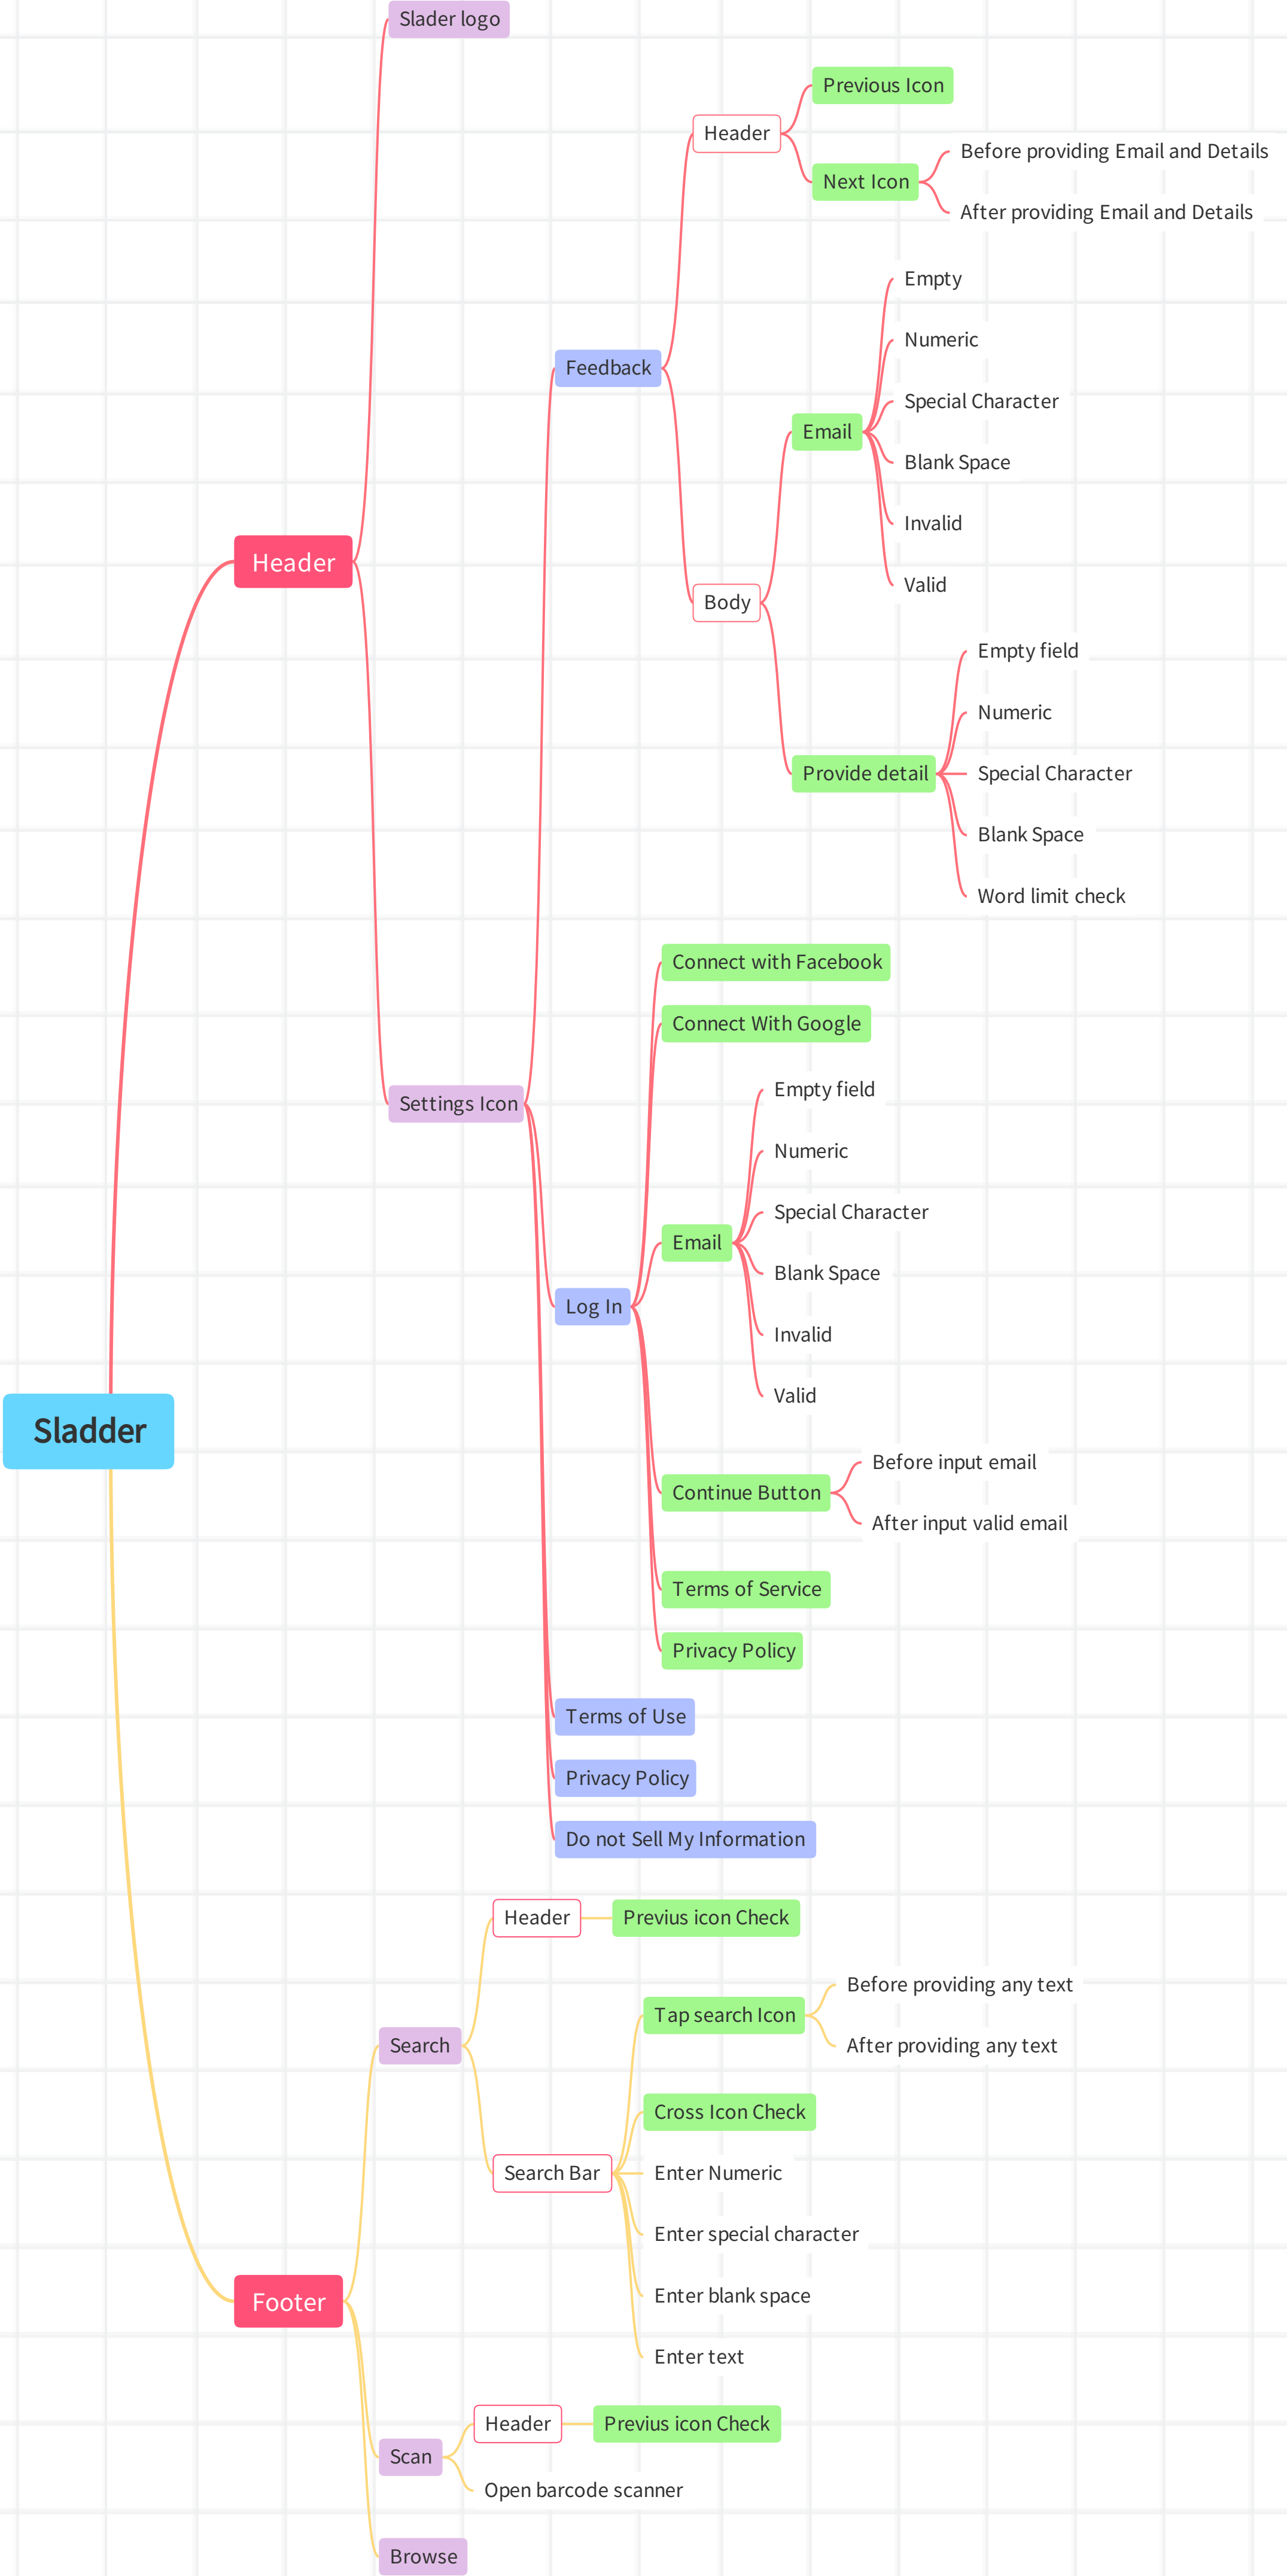 Slader logo
Previous Icon
Header
Before providing Email and Details
Next Icon
After providing Email and Details
Empty
Numeric
Feedback
Special Character
Email
Blank Space
Invalid
Header
Valid
Body
Empty field
Numeric
Provide detail
Special Character
Blank Space
Word limit check
Connect with Facebook
Connect With Google
Empty field
Settings Icon
Numeric
Special Character
Email
Blank Space
Log In
Invalid
Valid
Sladder
Before input email
Continue Button
After input valid email
Terms of Service
Privacy Policy
Terms of Use
Privacy Policy
Do not Sell My Information
Header
Previus icon Check
Before providing any text
Tap search Icon
Search
After providing any text
Cross Icon Check
Search Bar
Enter Numeric
Enter special character
Enter blank space
Footer
Enter text
Header
Previus icon Check
Scan
Open barcode scanner
Browse